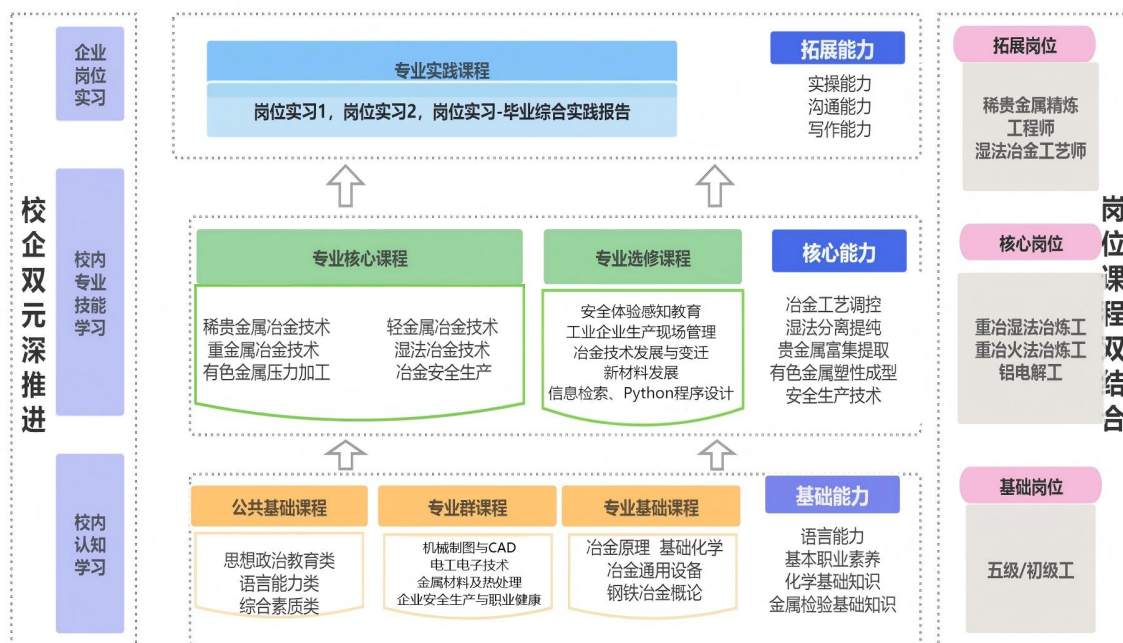 校企双元深推进
企业
岗位
实习
专业实践课程
岗位实习1，岗位实习2，岗位实习-毕业综合实践报告
拓展能力
实操能力
沟通能力
写作能力
拓展岗位
稀贵金属精炼
工程师
湿法冶金工艺师
校内
专业
技能
学习
专业核心课程
稀贵金属冶金技术
重金属冶金技术
有色金属压力加工
轻金属冶金技术
湿法冶金技术
冶金安全生产
专业选修课程
安全体验感知教育
工业企业生产现场管理
冶金技术发展与变迁
新材料发展
信息检索、Python程序设计
核心能力
冶金工艺调控
湿法分离提纯
贵金属富集提取
有色金属塑性成型
安全生产技术
核心岗位
重冶湿法冶炼工
重冶火法冶炼工
铝电解工
校内
认知
学习
公共基础课程
思想政治教育类
语言能力类
综合素质类
专业群课程
机械制图与CAD
电工电子技术
金属材料及热处理
企业安全生产与职业健康
专业基础课程
冶金原理 基础化学
冶金通用设备
钢铁冶金概论
基础能力
语言能力
基本职业素养
化学基础知识
金属检验基础知识
基础岗位
五级/初级工
岗位课程双结合